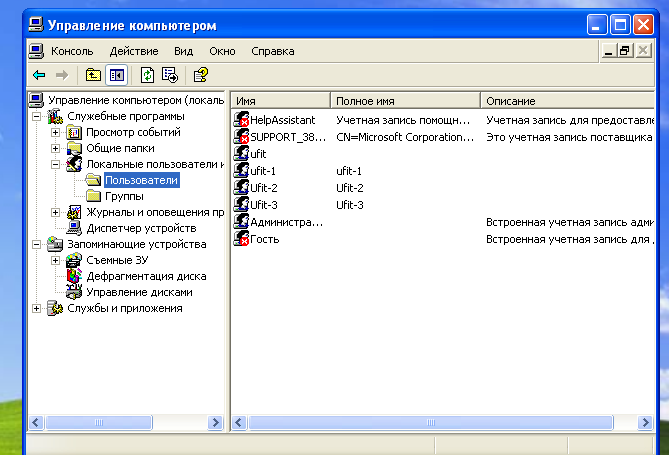 Управление компьютером
Консоль Действие Вид Окно Справка
Управление компьютером (локаль
Служебные программы
Просмотр событий
Общие папки
Локальные пользователи и
Пользователи
Группы
Журналы и оповещения пр
Диспетчер устройств
Запоминающие устройства
Съемные ЗУ
Дефрагментация диска
Управление дисками
Службы и приложения
Имя Полное имя Описание
HelpAssistant Учетная запись помощн... Учетная запись для предоставле
SUPPORT_38... CN=Microsoft Corporation... Это учетная запись поставщика
ufit
ufit-1 ufit-1
Ufit-2 Ufit-2
Ufit-3 Ufit-3
Администра... Встроенная учетная запись адми
Гость Встроенная учетная запись для